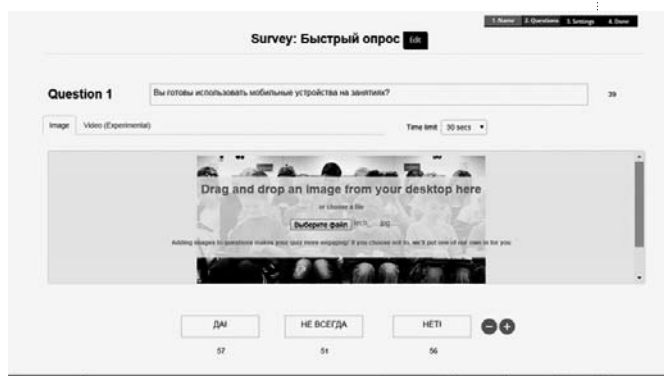 1. Name 2. Questions 3. Settings 4. Done
Survey: Быстрый опрос Edit
Question 1 Вы готовы использовать мобильные устройства на занятиях? 39
Image Video (Experimental) Time limit 30 secs
Drag and drop an image from your desktop here
or choose a file
Выберите файл .jpg
Adding images to questions makes your quiz more engaging! If you choose not to, we'll put one of our own in for you
ДА! НЕ ВСЕГДА НЕТ!
57 51 56